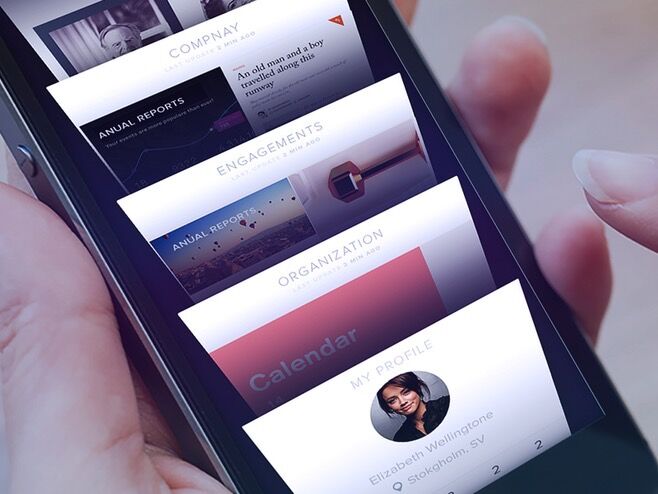 COMPNAY
LAST UPDATE 2 MIN AGO
An old man and a boy
travelled along this
runway
ANUAL REPORTS
Your events are more populare than ever!
ENGAGEMENTS
LAST UPDATE 2 MIN AGO
ANUAL REPORTS
ORGANIZATION
LAST UPDATE 2 MIN AGO
Calendar
MY PROFILE
Elizabeth Wellingtone
Stokgholm, SV
2 2 2